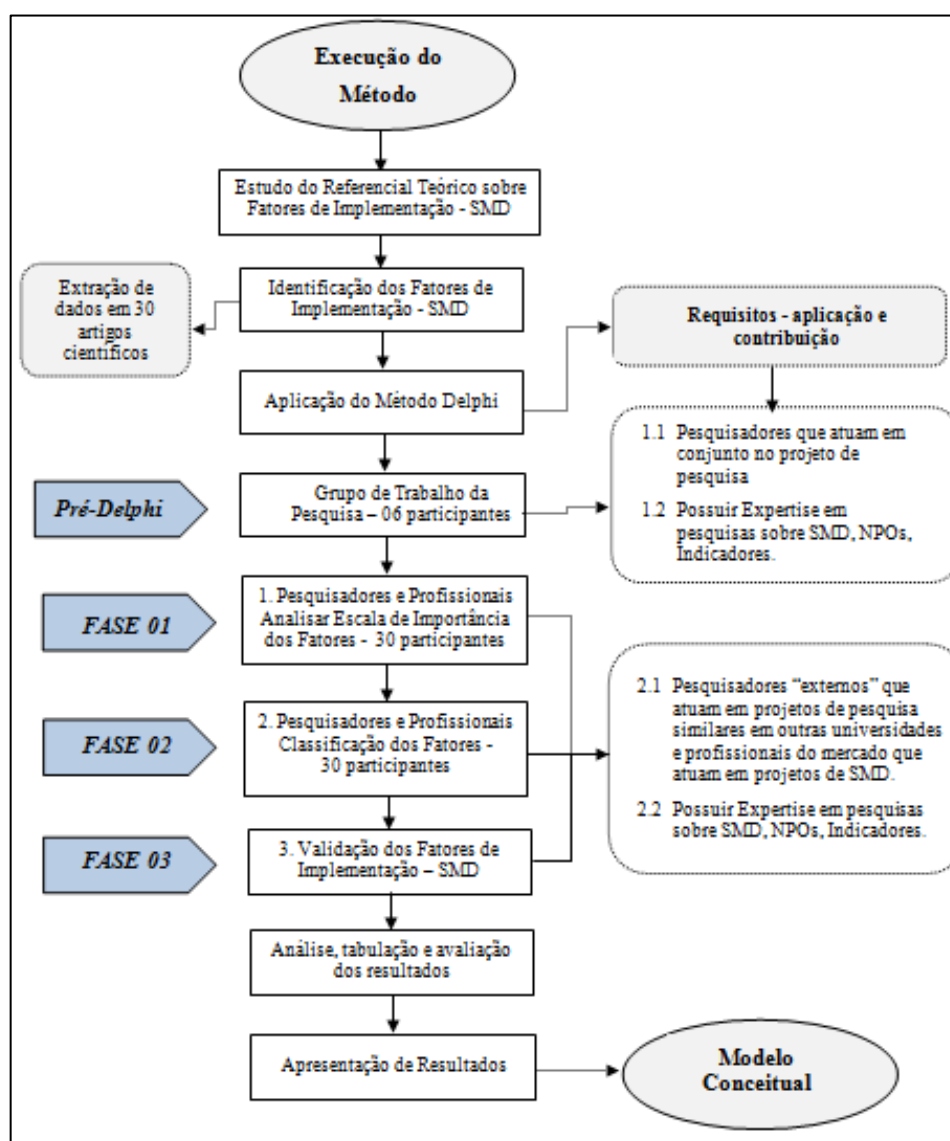 Execução do
Método
Estudo do Referencial Teórico sobre
Fatores de Implementação - SMD
Extração de
dados em 30
artigos
científicos
Identificação dos Fatores de
Implementação - SMD
Requisitos - aplicação e
contribuição
Aplicação do Método Delphi
1.1 Pesquisadores que atuam em
conjunto no projeto de
pesquisa
1.2 Possuir Expertise em
pesquisas sobre SMD, NPOs,
Indicadores.
Pré-Delphi
Grupo de Trabalho da
Pesquisa – 06 participantes
FASE 01
1. Pesquisadores e Profissionais
Analisar Escala de Importância
dos Fatores - 30 participantes
FASE 02
2. Pesquisadores e Profissionais
Classificação dos Fatores -
30 participantes
2.1 Pesquisadores “externos” que
atuam em projetos de pesquisa
similares em outras universidades
e profissionais do mercado que
atuam em projetos de SMD.
2.2 Possuir Expertise em pesquisas
sobre SMD, NPOs, Indicadores.
FASE 03
3. Validação dos Fatores de
Implementação – SMD
Análise, tabulação e avaliação
dos resultados
Apresentação de Resultados
Modelo
Conceitual